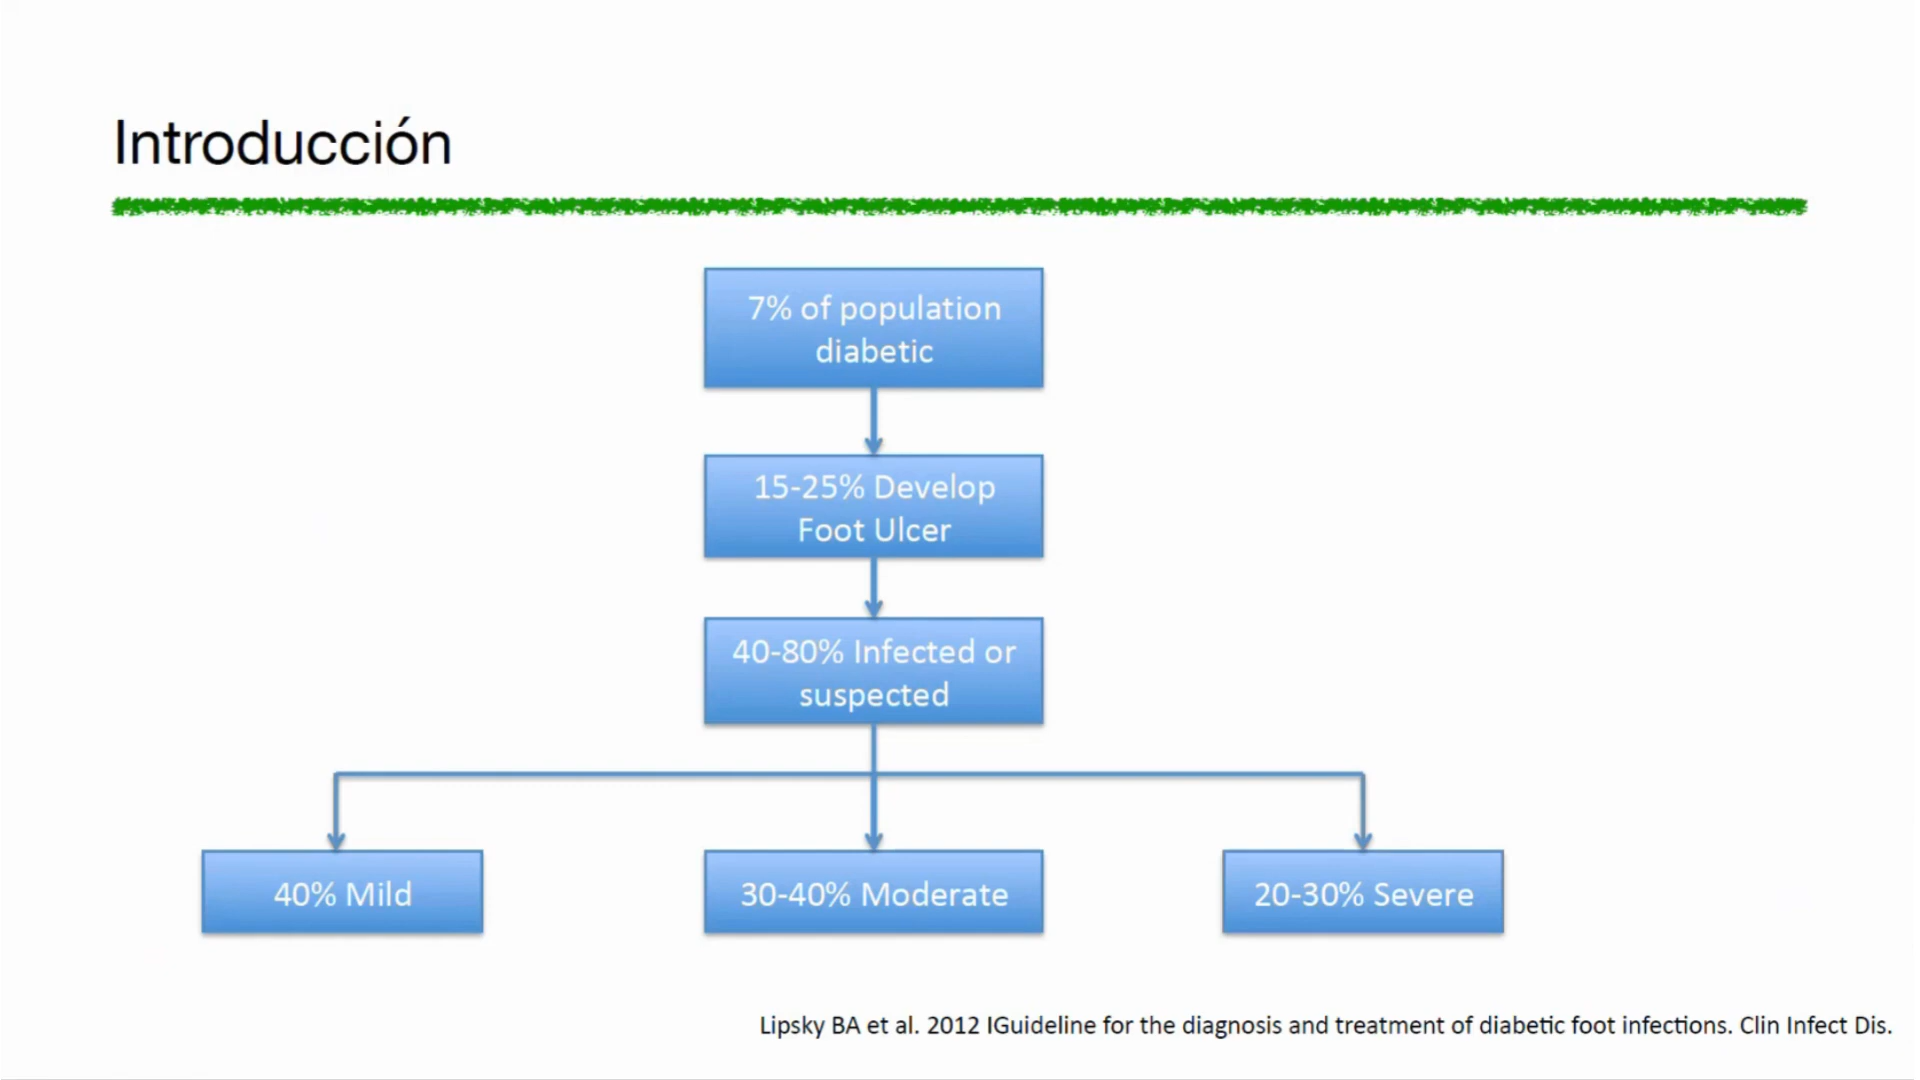 Introducción
7% of population
diabetic
15-25% Develop
Foot Ulcer
40-80% Infected or
suspected
40% Mild
30-40% Moderate
20-30% Severe
Lipsky BA et al. 2012 IGuideline for the diagnosis and treatment of diabetic foot infections. Clin Infect Dis.